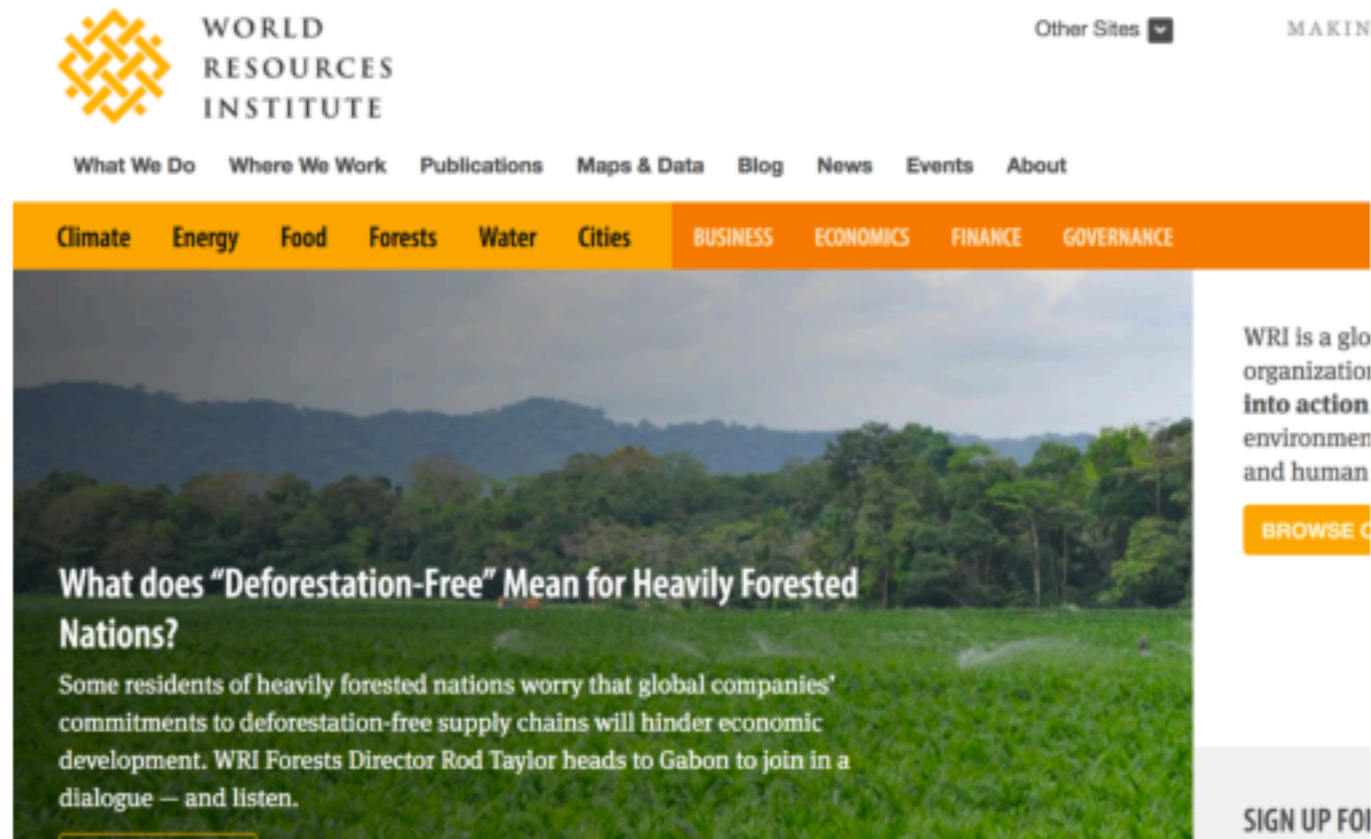 WORLD
RESOURCES
INSTITUTE
Other Sites
What We Do Where We Work Publications Maps & Data Blog News Events About
Climate Energy Food Forests Water Cities BUSINESS ECONOMICS FINANCE GOVERNANCE
What does “Deforestation-Free” Mean for Heavily Forested
Nations?
Some residents of heavily forested nations worry that global companies’
commitments to deforestation-free supply chains will hinder economic
development. WRI Forests Director Rod Taylor heads to Gabon to join in a
dialogue — and listen.
WRI is a
into action
and human
BROWSE
SIGN UP